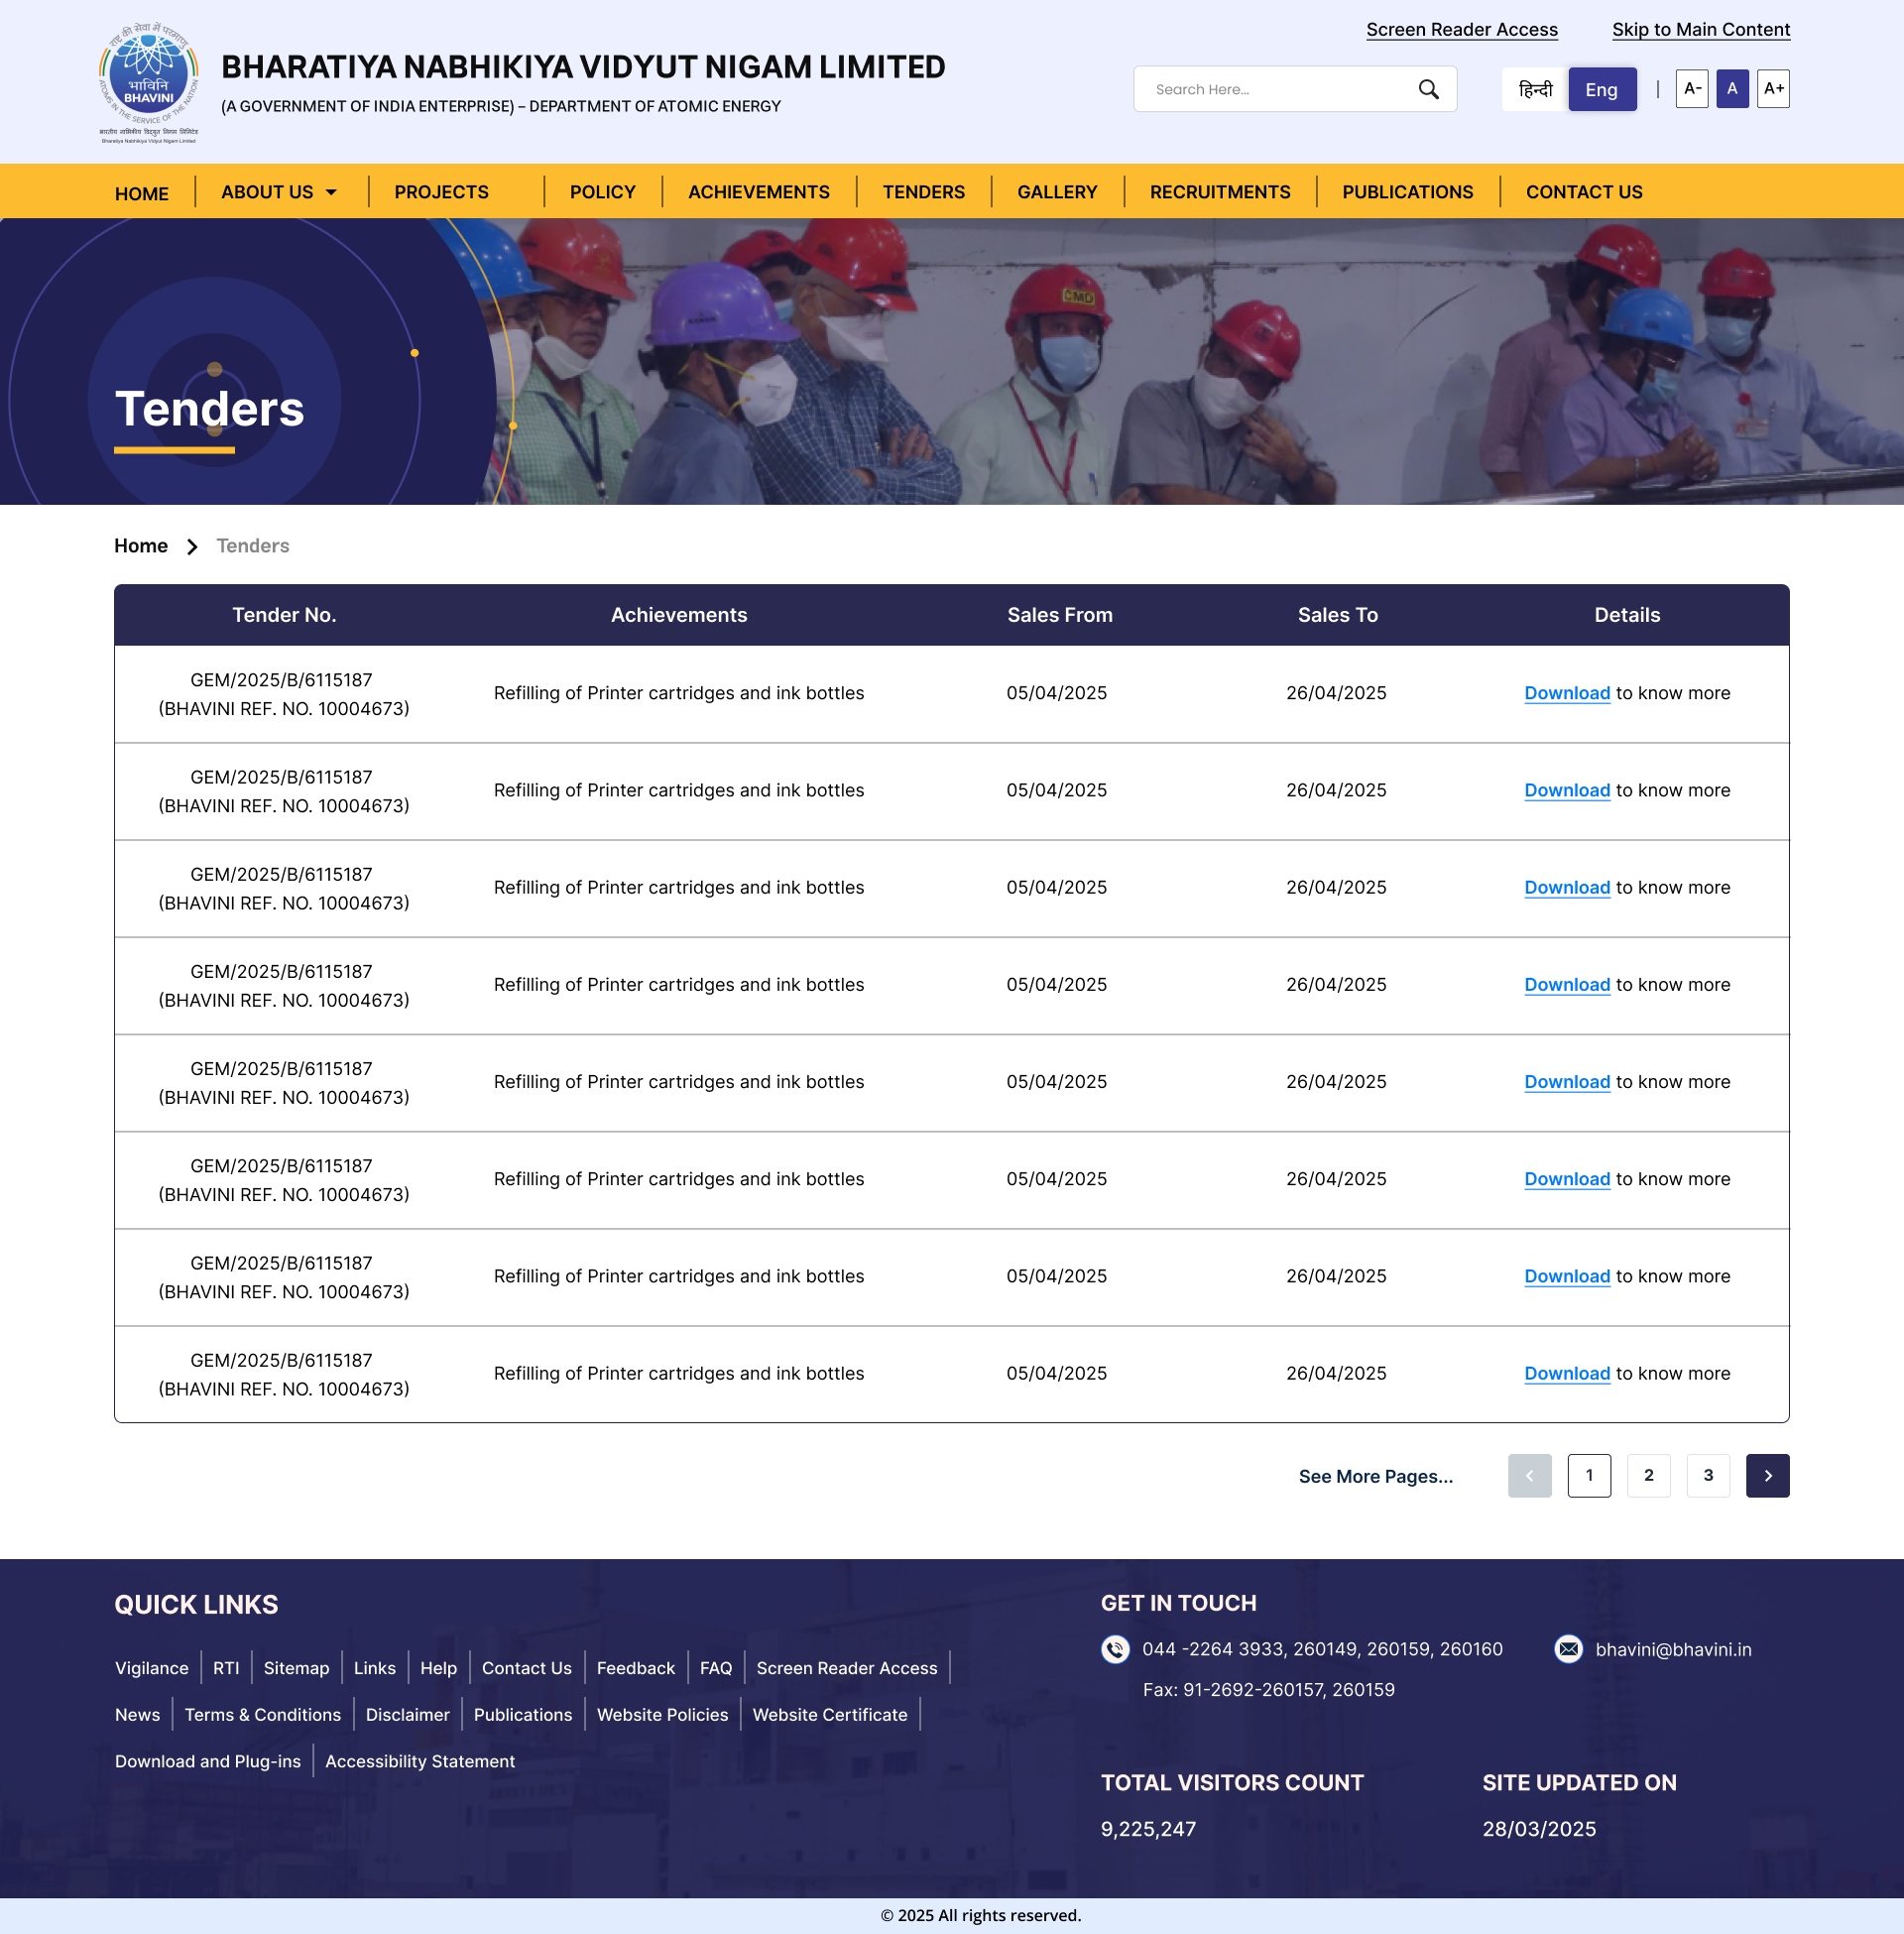 Screen Reader Access Skip to Main Content
राष्ट्र की सेवा में परमाणु
भाविनि
BHAVINI
ATOMS IN THE SERVICE OF THE NATION
भारतीय नाभिकीय विद्युत निगम लिमिटेड
Bharatiya Nabhikiya Vidyut Nigam Limited
BHARATIYA NABHIKIYA VIDYUT NIGAM LIMITED
(A GOVERNMENT OF INDIA ENTERPRISE) – DEPARTMENT OF ATOMIC ENERGY
Search Here...
हिन्दी Eng | A- A A+
HOME ABOUT US PROJECTS POLICY ACHIEVEMENTS TENDERS GALLERY RECRUITMENTS PUBLICATIONS CONTACT US
CMD
Tenders
Home > Tenders
Tender No. Achievements Sales From Sales To Details
GEM/2025/B/6115187
(BHAVINI REF. NO. 10004673) Refilling of Printer cartridges and ink bottles 05/04/2025 26/04/2025 Download to know more
GEM/2025/B/6115187
(BHAVINI REF. NO. 10004673) Refilling of Printer cartridges and ink bottles 05/04/2025 26/04/2025 Download to know more
GEM/2025/B/6115187
(BHAVINI REF. NO. 10004673) Refilling of Printer cartridges and ink bottles 05/04/2025 26/04/2025 Download to know more
GEM/2025/B/6115187
(BHAVINI REF. NO. 10004673) Refilling of Printer cartridges and ink bottles 05/04/2025 26/04/2025 Download to know more
GEM/2025/B/6115187
(BHAVINI REF. NO. 10004673) Refilling of Printer cartridges and ink bottles 05/04/2025 26/04/2025 Download to know more
GEM/2025/B/6115187
(BHAVINI REF. NO. 10004673) Refilling of Printer cartridges and ink bottles 05/04/2025 26/04/2025 Download to know more
GEM/2025/B/6115187
(BHAVINI REF. NO. 10004673) Refilling of Printer cartridges and ink bottles 05/04/2025 26/04/2025 Download to know more
GEM/2025/B/6115187
(BHAVINI REF. NO. 10004673) Refilling of Printer cartridges and ink bottles 05/04/2025 26/04/2025 Download to know more
See More Pages... 1 2 3
QUICK LINKS
Vigilance RTI Sitemap Links Help Contact Us Feedback FAQ Screen Reader Access
News Terms & Conditions Disclaimer Publications Website Policies Website Certificate
Download and Plug-ins Accessibility Statement
GET IN TOUCH
044 -2264 3933, 260149, 260159, 260160 bhavini@bhavini.in
Fax: 91-2692-260157, 260159
TOTAL VISITORS COUNT SITE UPDATED ON
9,225,247 28/03/2025
© 2025 All rights reserved.